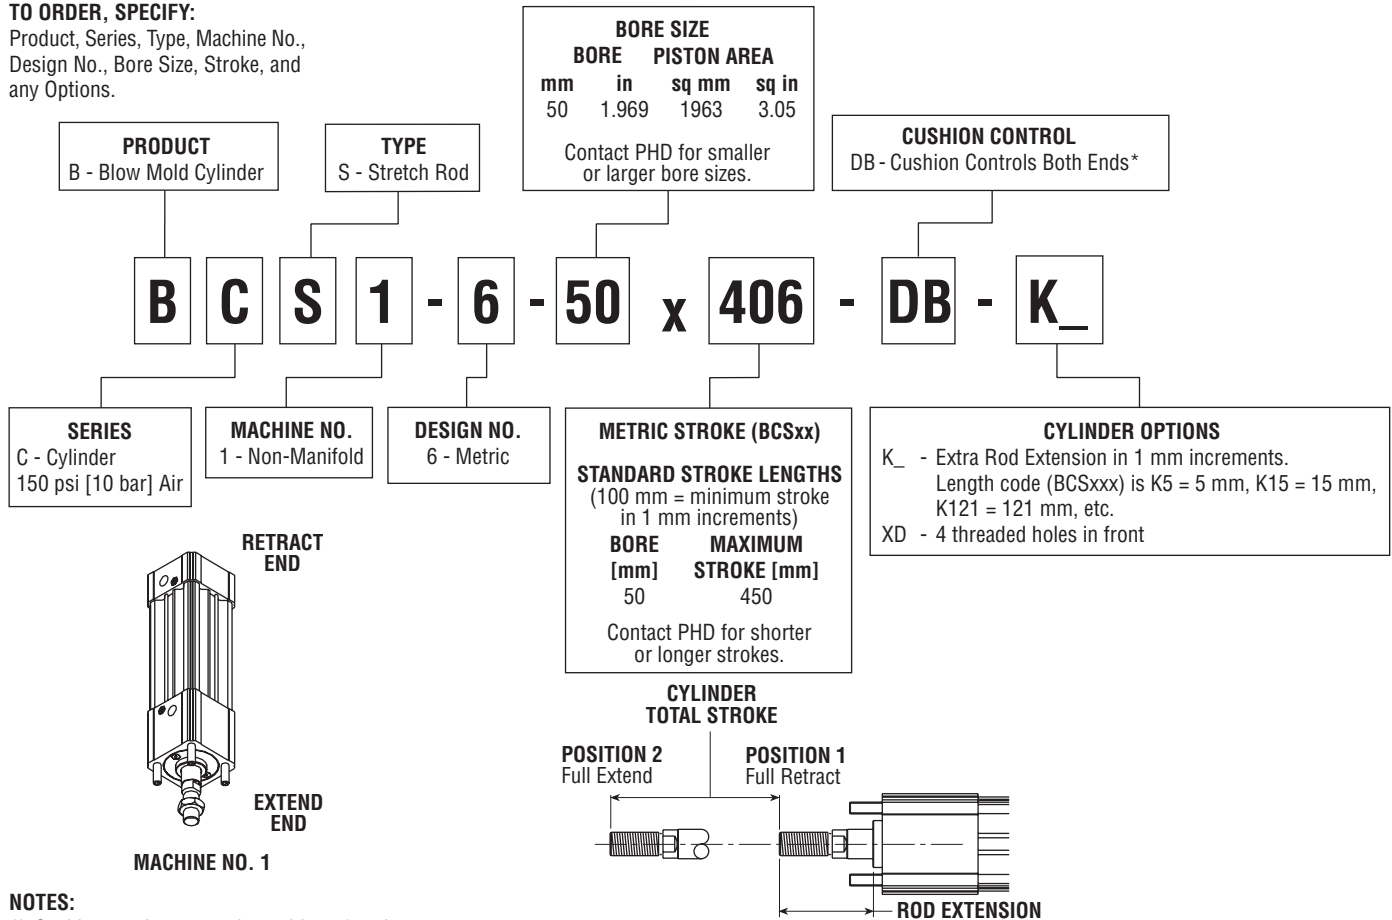 TO ORDER, SPECIFY:
Product, Series, Type, Machine No.,
Design No., Bore Size, Stroke, and
any Options.
BORE SIZE
BORE PISTON AREA
mm in sq mm sq in
50 1.969 1963 3.05
Contact PHD for smaller
or larger bore sizes.
PRODUCT
B - Blow Mold Cylinder
TYPE
S - Stretch Rod
CUSHION CONTROL
DB - Cushion Controls Both Ends*
B C S 1 - 6 - 50 x 406 - DB - K_
SERIES
C - Cylinder
150 psi [10 bar] Air
MACHINE NO.
1 - Non-Manifold
DESIGN NO.
6 - Metric
METRIC STROKE (BCSxx)
STANDARD STROKE LENGTHS
(100 mm = minimum stroke
in 1 mm increments)
BORE MAXIMUM
[mm] STROKE [mm]
50 450
Contact PHD for shorter
or longer strokes.
CYLINDER OPTIONS
K_ - Extra Rod Extension in 1 mm increments.
Length code (BCSxxx) is K5 = 5 mm, K15 = 15 mm,
K121 = 121 mm, etc.
XD - 4 threaded holes in front
RETRACT
END
EXTEND
END
MACHINE NO. 1
CYLINDER
TOTAL STROKE
POSITION 2
Full Extend
POSITION 1
Full Retract
ROD EXTENSION
NOTES: